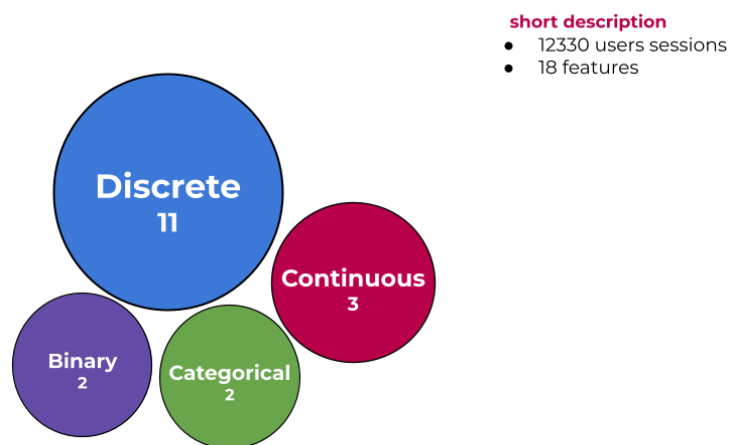 short description
● 12330 users sessions
● 18 features
Discrete
11
Continuous
3
Binary
2
Categorical
2